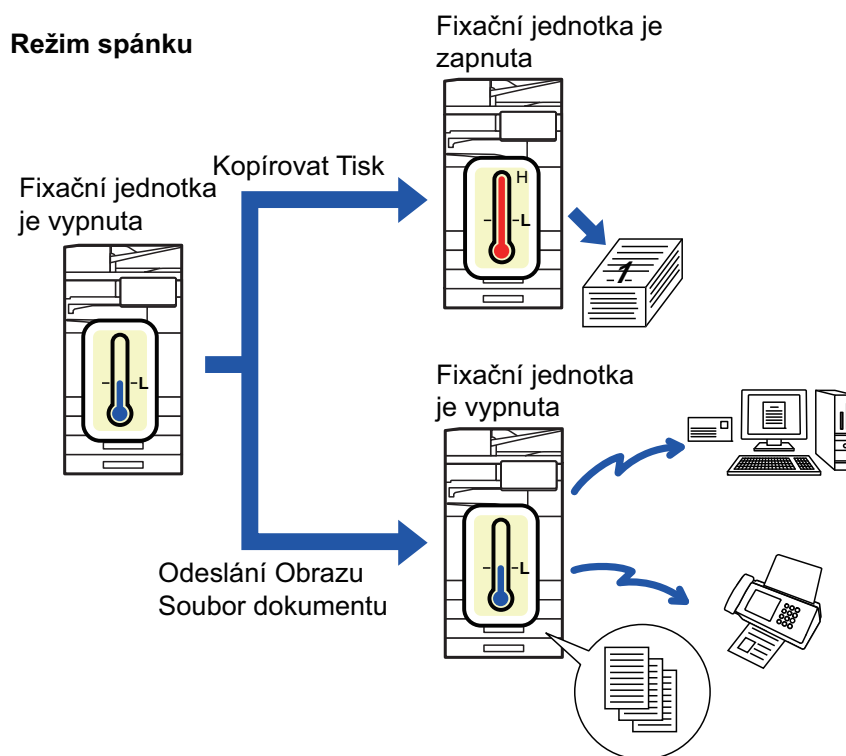 Režim spánku
Fixační jednotka je
zapnuta
Kopírovat Tisk
H
L
1
Fixační jednotka
je vypnuta
L
Fixační jednotka
je vypnuta
L
Odeslání Obrazu
Soubor dokumentu